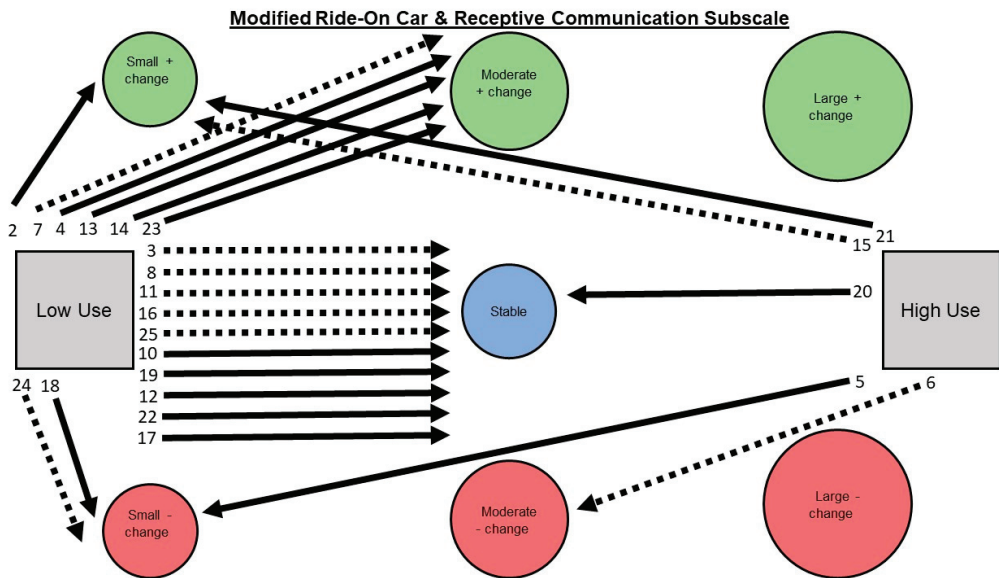 Modified Ride-On Car & Receptive Communication Subscale
Small +
change
Moderate
+ change
Large +
change
2 7 4 13 14 23
21
15
3
8
11
16
25
10
19
12
22
17
Low Use
Stable
20
High Use
24 18
5 6
Small -
change
Moderate
- change
Large -
change